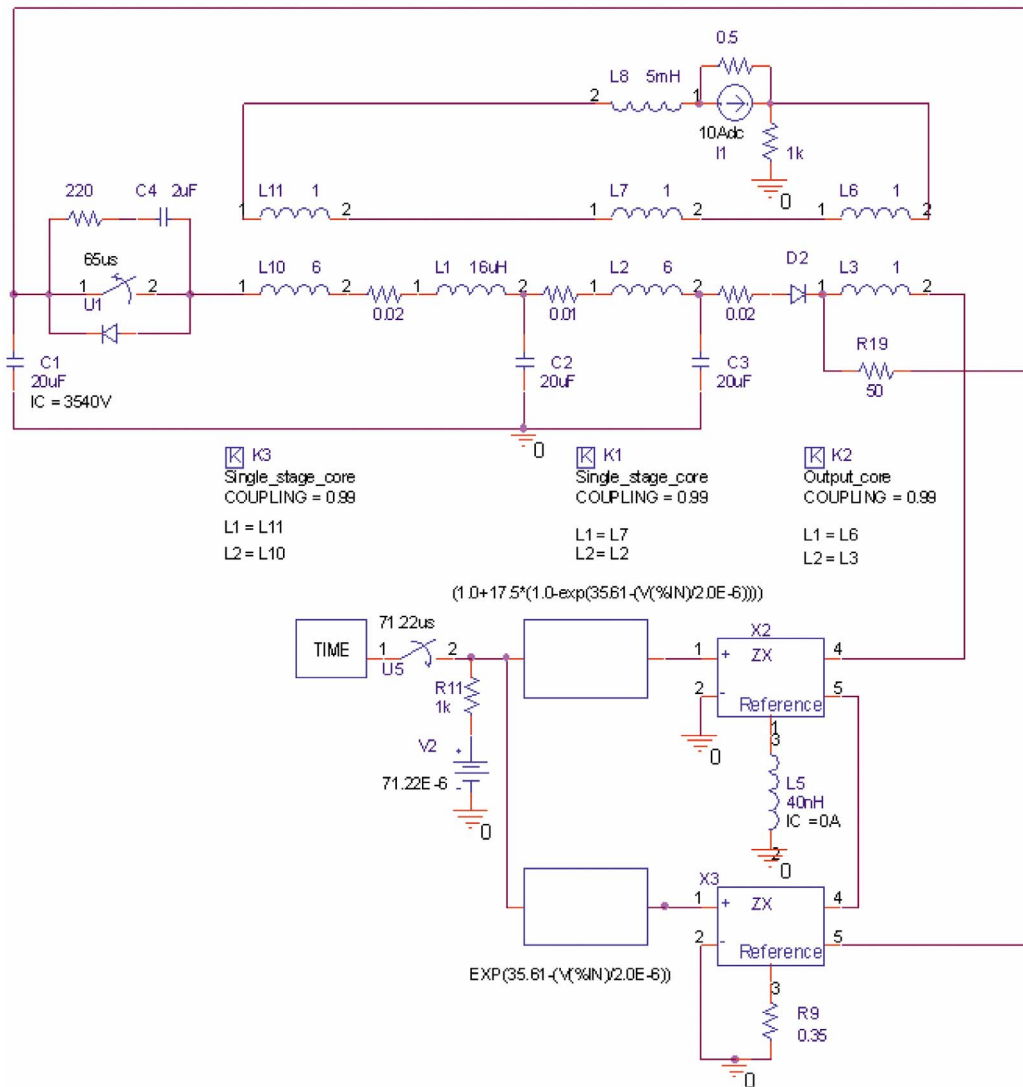 0.5
L8 5mH
2 1
10Adc
I1
1k
0
220 C4 2uF
L11 1
1 2
L7 1
1 2
L6 1
1 2
65us
1 2
U1
L10 6
1 2
0.02
L1 16uH
1 2
0.01
L2 6
1 2
0.02
D2
1
L3 1
2
R19
50
C1
20uF
IC = 3540V
C2
20uF
C3
20uF
0
K K3
Single_stage_core
COUPLING = 0.99
L1 = L11
L2 = L10
K K1
Single_stage_core
COUPLING = 0.99
L1 = L7
L2 = L2
K K2
Output_core
COUPLING = 0.99
L1 = L6
L2 = L3
(1.0+17.5*(1.0-exp(35.61-(V(%IN)/2.0E-6))))
71.22us
TIME
1 2
U5
R11
1k
V2
+
71.22E-6
-
0
X2
1 + ZX 4
2 - 5
Reference
0
1
3
L5
40nH
IC =0A
2
0
X3
1 + ZX 4
2 - 5
Reference
3
EXP(35.61-(V(%IN)/2.0E-6))
R9
0.35
0